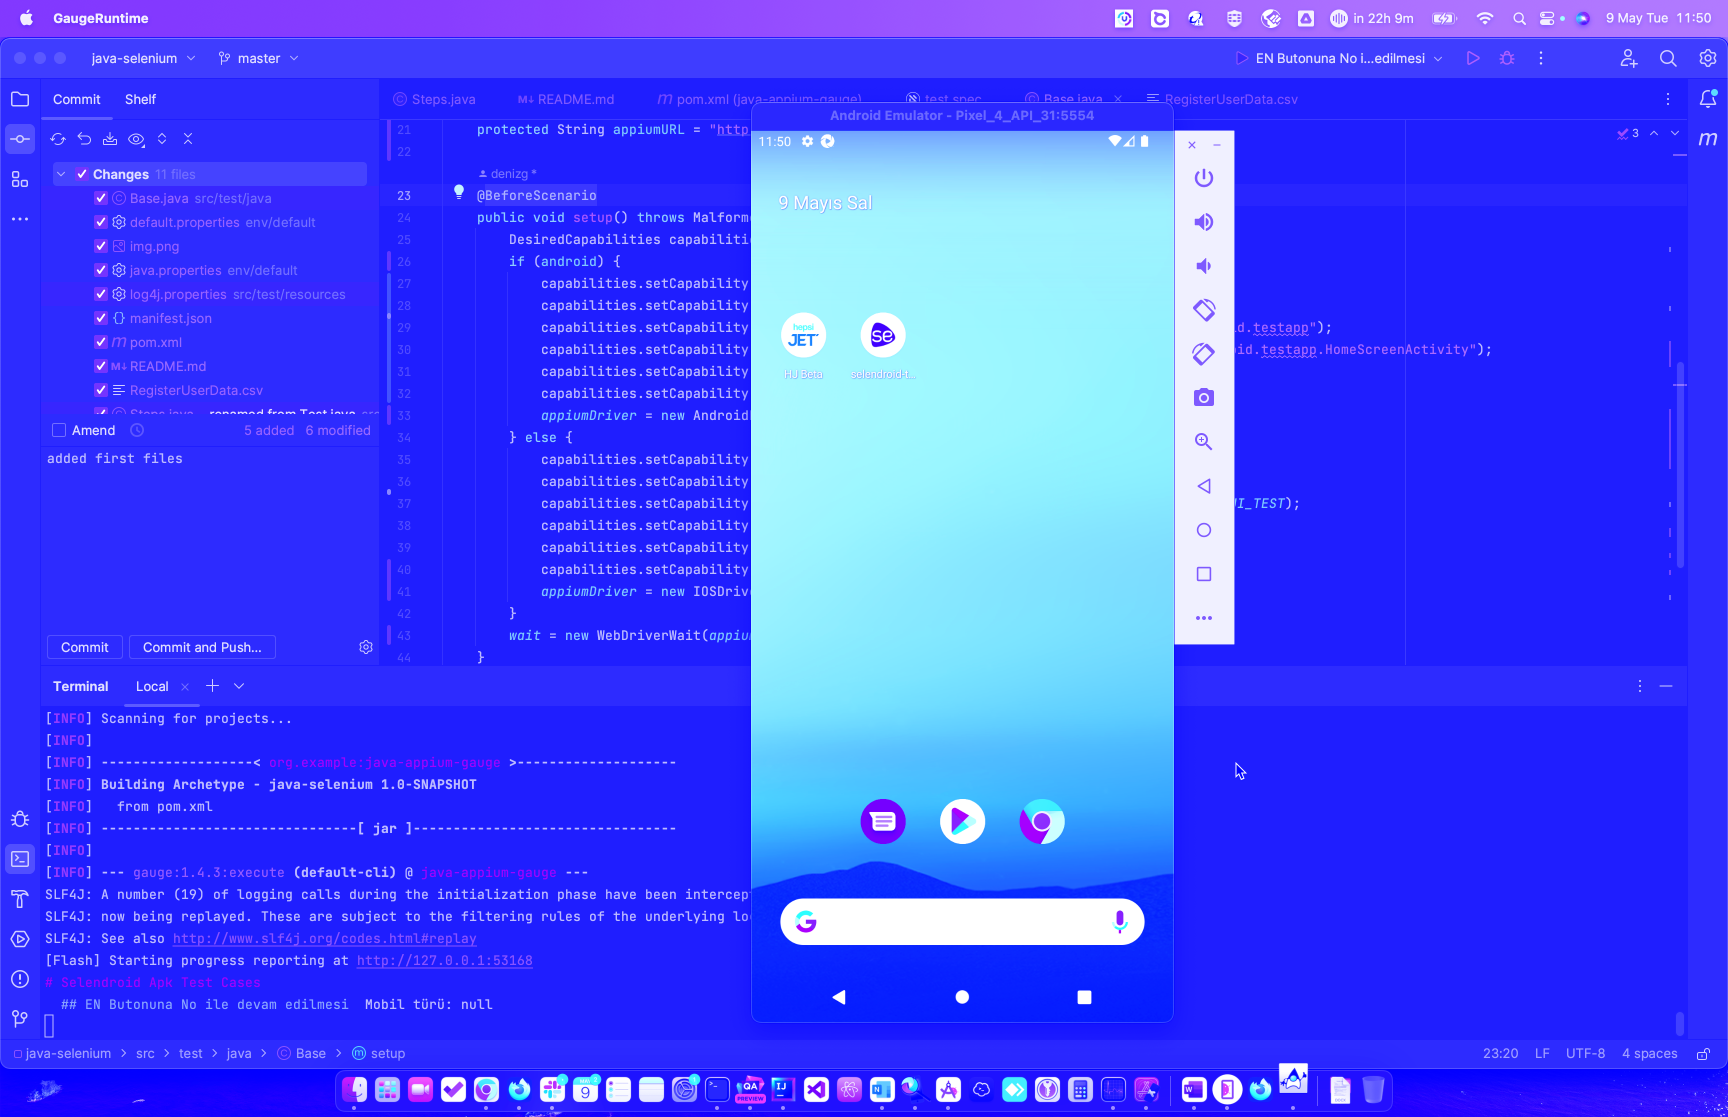 GaugeRuntime
in 22h 9m
9 May Tue 11:50
java-selenium
master
EN Butonuna No i...edilmesi
Commit
Shelf
Steps.java
README.md
pom.xml (java-appium-gauge)
test.spec
Base.java
RegisterUserData.csv
Changes 11 files
Base.java src/test/java
default.properties env/default
img.png
java.properties env/default
log4j.properties src/test/resources
manifest.json
pom.xml
README.md
RegisterUserData.csv
Steps.java - renamed from Test.java
Amend
5 added 6 modified
added first files
Commit
Commit and Push...
21 protected String appiumURL = "http
22
denizg *
23 @BeforeScenario
24 public void setup() throws Malform
25 DesiredCapabilities capabiliti
26 if (android) {
27 capabilities.setCapability
28 capabilities.setCapability
29 capabilities.setCapability
30 capabilities.setCapability
31 capabilities.setCapability
32 capabilities.setCapability
33 appiumDriver = new Android
34 } else {
35 capabilities.setCapability
36 capabilities.setCapability
37 capabilities.setCapability
38 capabilities.setCapability
39 capabilities.setCapability
40 capabilities.setCapability
41 appiumDriver = new IOSDriv
42 }
43 wait = new WebDriverWait(appiu
44 }
3
id.testapp");
oid.testapp.HomeScreenActivity");
I_TEST);
Android Emulator - Pixel_4_API_31:5554
11:50
9 Mayıs Sal
hepsi
JET
HJ Beta
se
selendroid-t...
G
Terminal
Local
[INFO] Scanning for projects...
[INFO]
[INFO] -------------------< org.example:java-appium-gauge >--------------------
[INFO] Building Archetype - java-selenium 1.0-SNAPSHOT
[INFO] from pom.xml
[INFO] --------------------------------[ jar ]---------------------------------
[INFO]
[INFO] --- gauge:1.4.3:execute (default-cli) @ java-appium-gauge ---
SLF4J: A number (19) of logging calls during the initialization phase have been intercep
SLF4J: now being replayed. These are subject to the filtering rules of the underlying lo
SLF4J: See also http://www.slf4j.org/codes.html#replay
[Flash] Starting progress reporting at http://127.0.0.1:53168
# Selendroid Apk Test Cases
## EN Butonuna No ile devam edilmesi Mobil türü: null
java-selenium > src > test > java > Base > setup
23:20 LF UTF-8 4 spaces